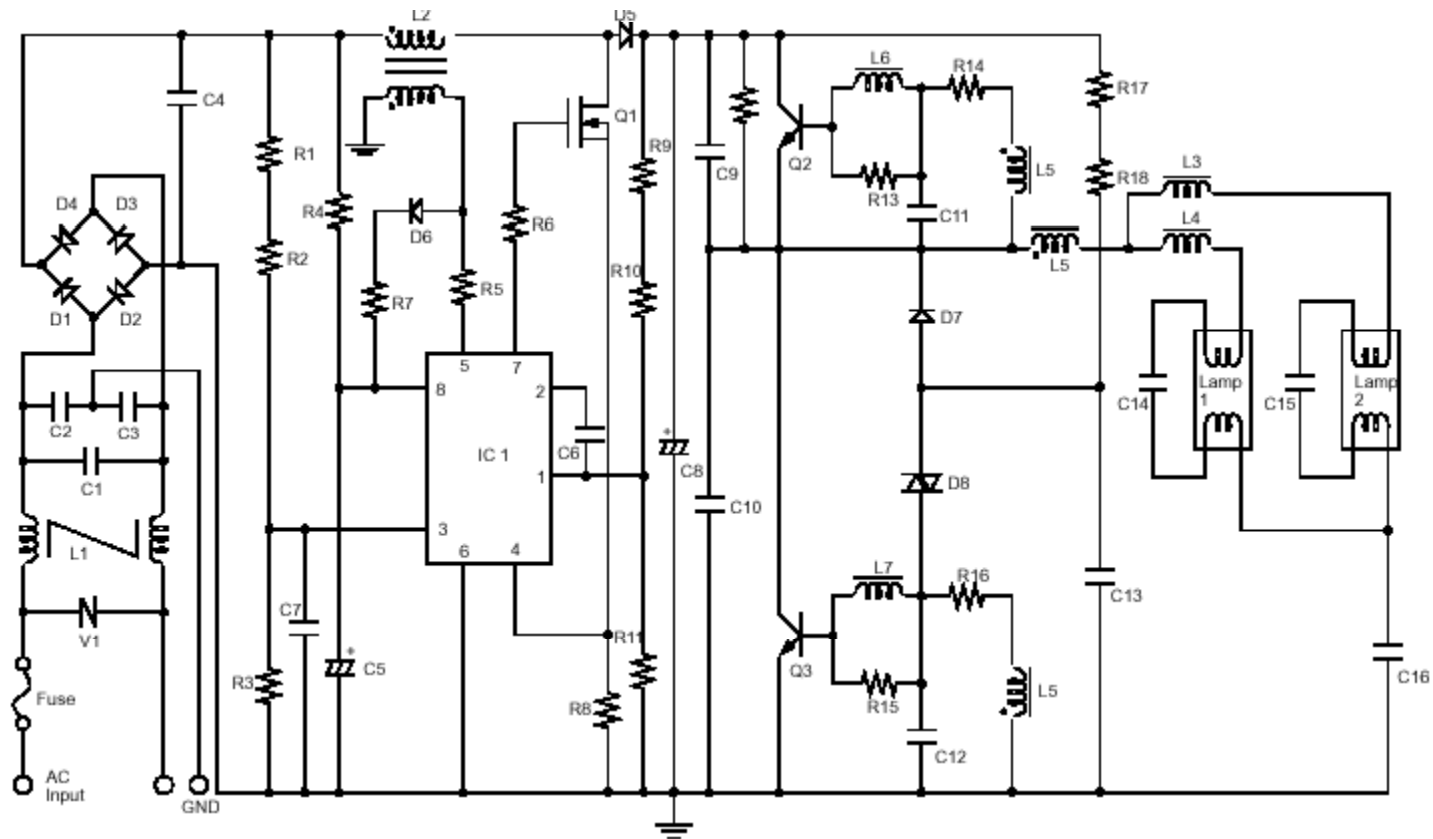 L2
D5
C4
Q1
L6
R14
R17
R1
R9
Q2
C9
L5
L3
D4
D3
R4
D6
R6
R13
R18
C11
L4
R2
R10
L5
D1
D2
R7
R5
D7
5
7
8
2
C14
Lamp
1
C15
Lamp
2
C2
C3
IC 1
C6
C8
C1
1
C10
D8
3
L1
6
4
L7
R16
C13
C7
V1
R11
R3
C5
Q3
C16
Fuse
R8
R15
L5
C12
AC
Input
GND